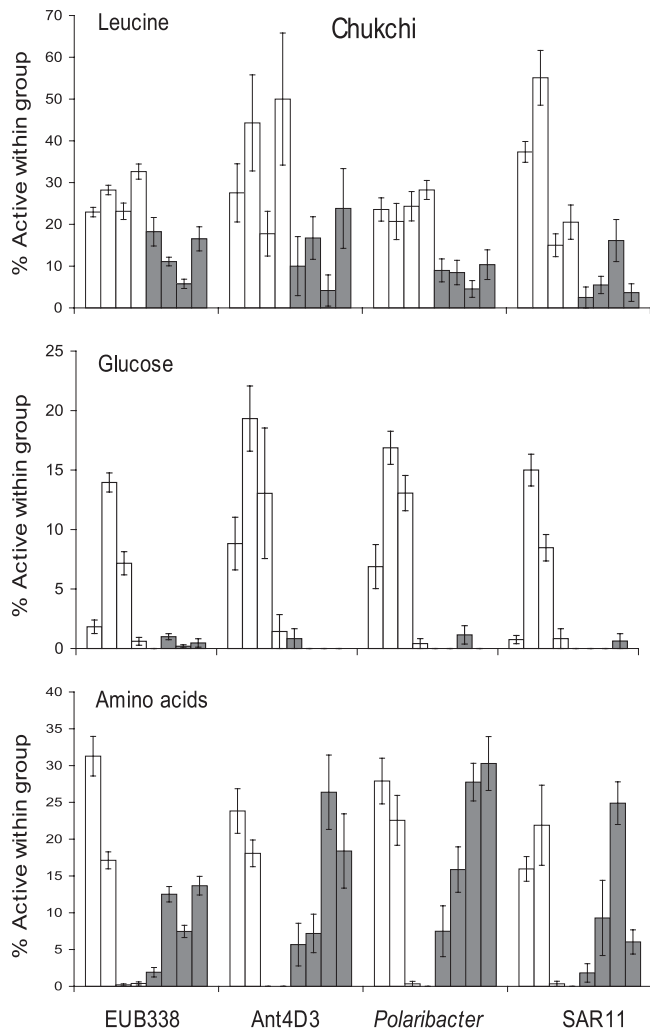 Leucine
Chukchi
% Active within group
70
60
50
40
30
20
10
0
Glucose
% Active within group
25
20
15
10
5
0
Amino acids
% Active within group
40
35
30
25
20
15
10
5
0
EUB338 Ant4D3 Polaribacter SAR11